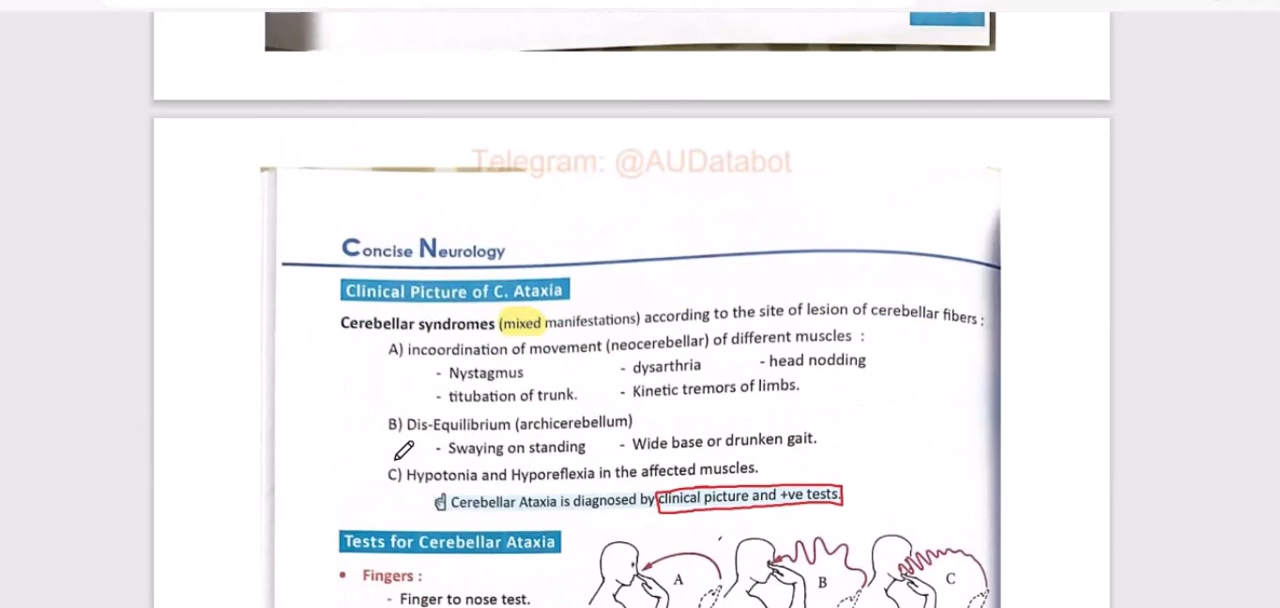 Telegram: @AUDatabot
Concise Neurology
Clinical Picture of C. Ataxia
Cerebellar syndromes (mixed manifestations) according to the site of lesion of cerebellar fibers :
A) incoordination of movement (neocerebellar) of different muscles :
- Nystagmus - dysarthria - head nodding
- titubation of trunk. - Kinetic tremors of limbs.
B) Dis-Equilibrium (archicerebellum)
- Swaying on standing - Wide base or drunken gait.
C) Hypotonia and Hyporeflexia in the affected muscles.
Cerebellar Ataxia is diagnosed by clinical picture and +ve tests.
Tests for Cerebellar Ataxia
• Fingers :
- Finger to nose test.
A B C